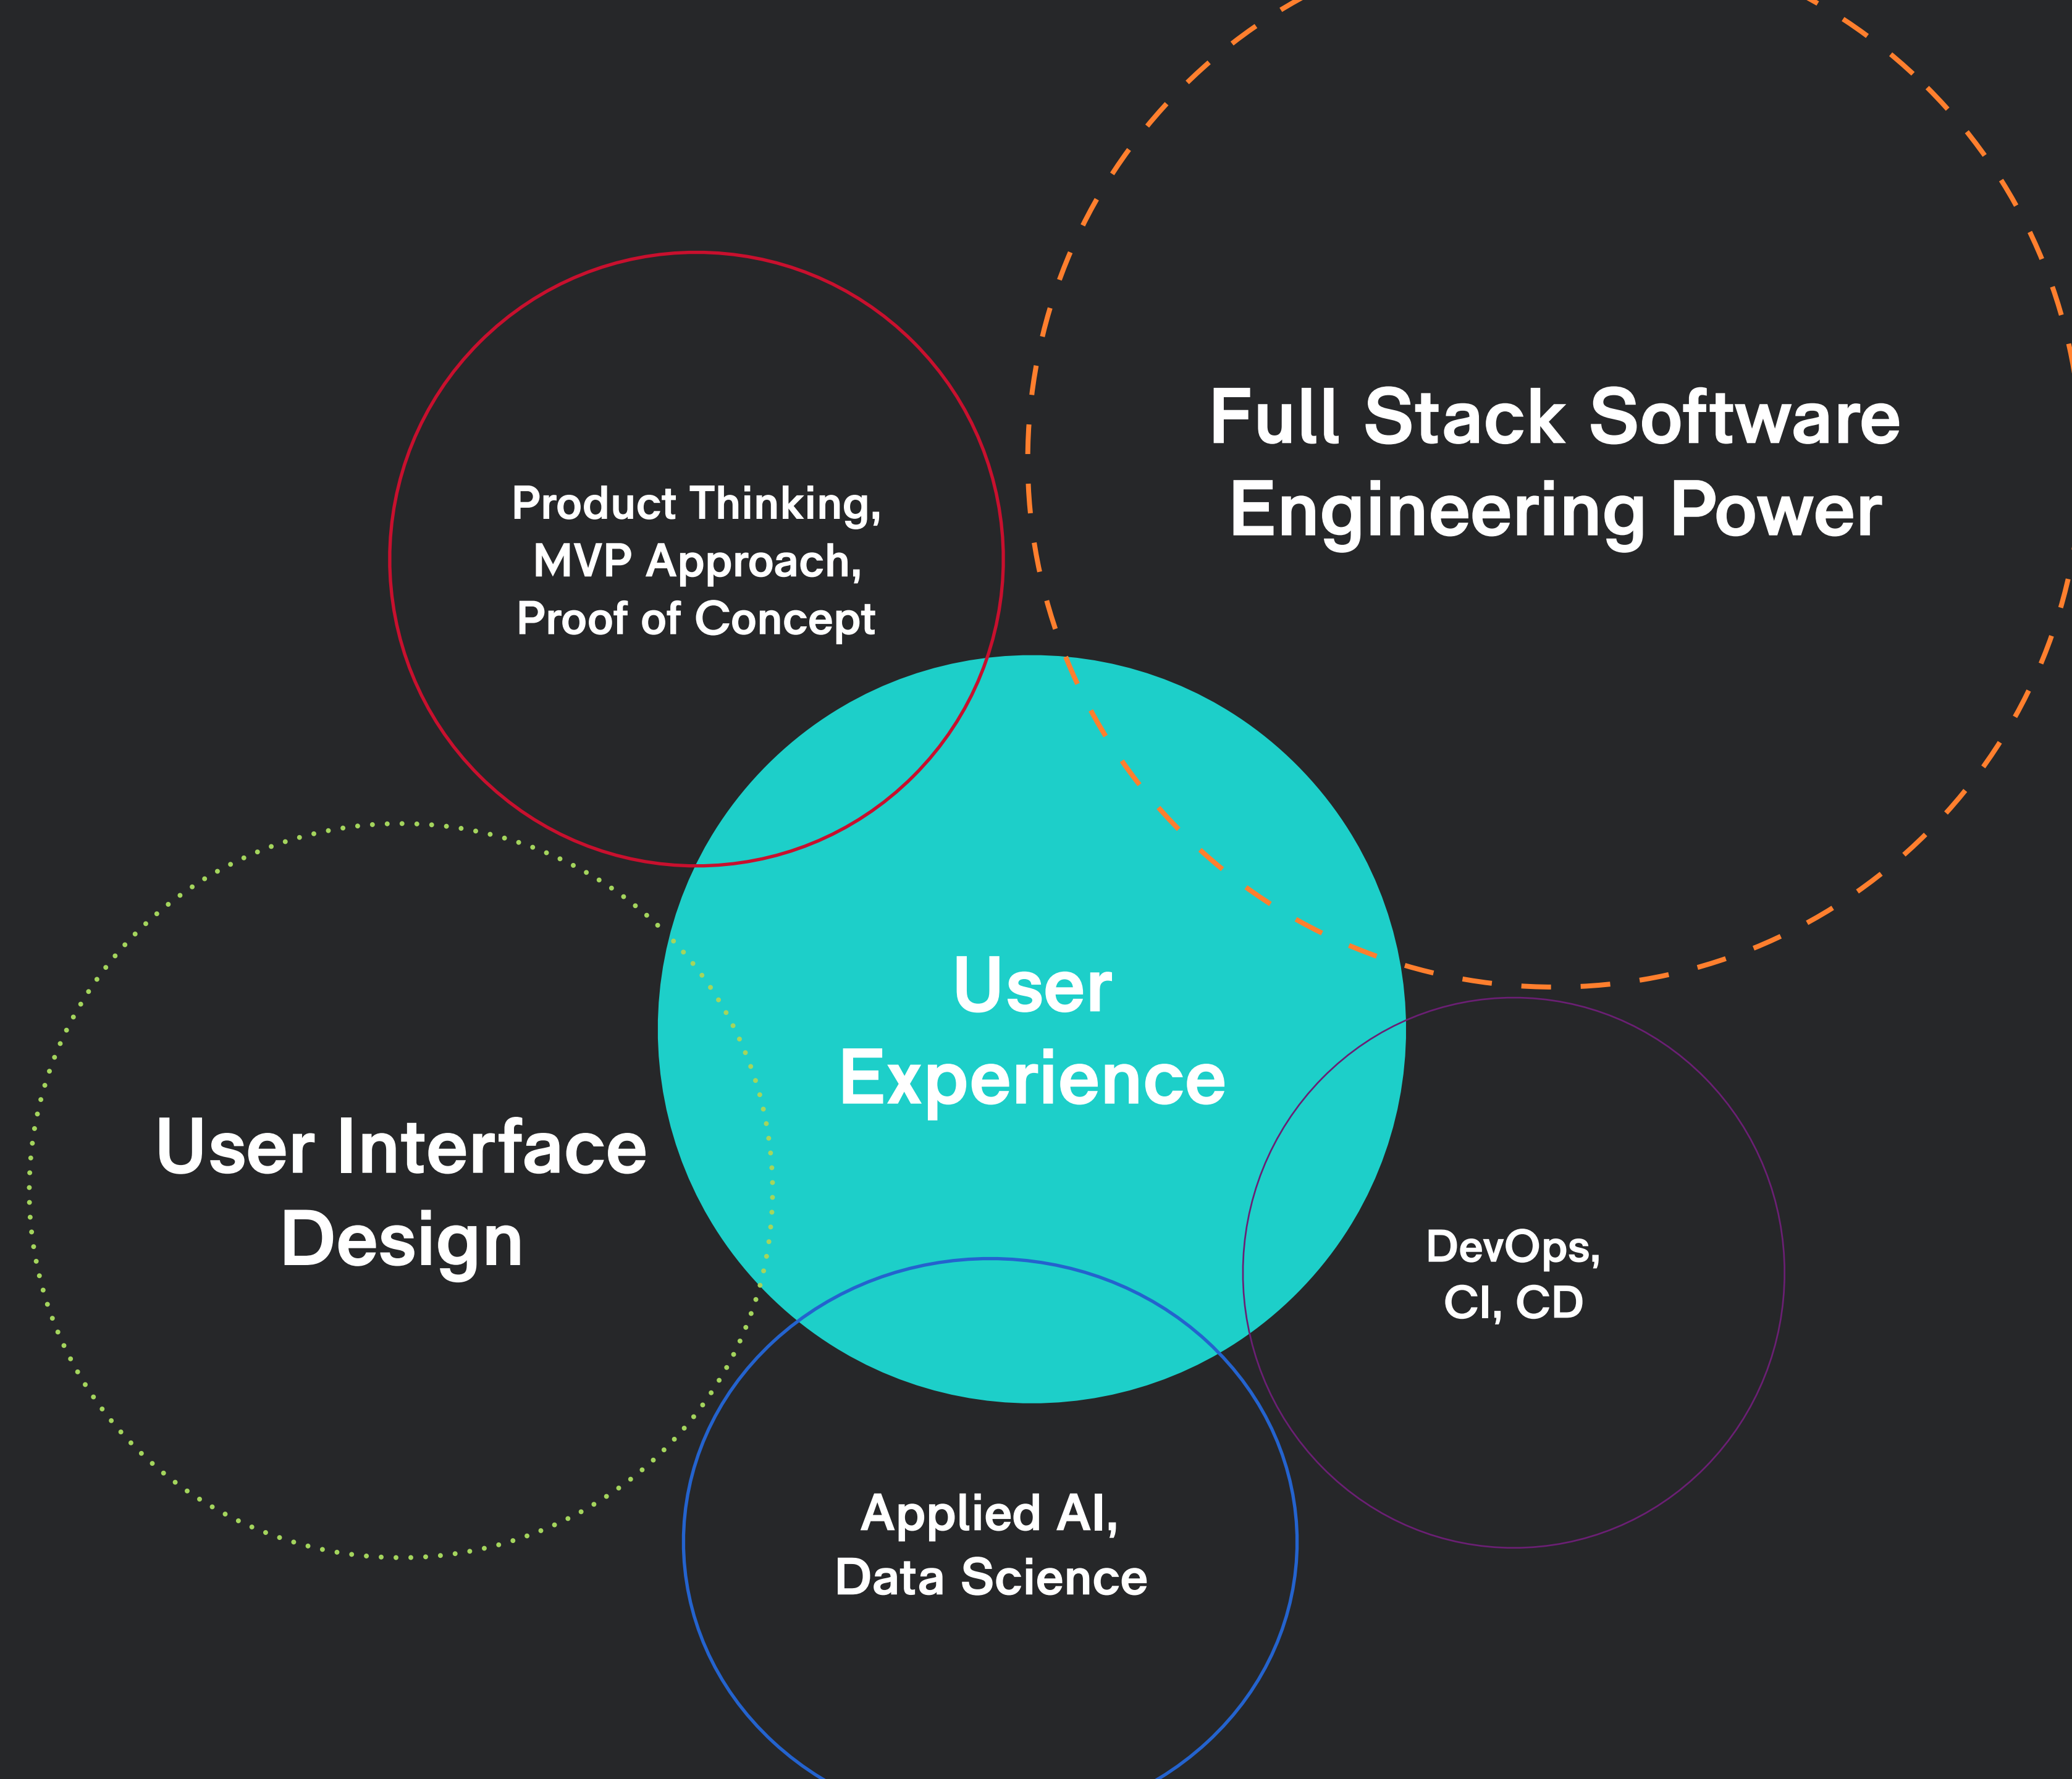 Full Stack Software
Engineering Power
Product Thinking,
MVP Approach,
Proof of Concept
User
Experience
User Interface
Design
DevOps,
CI, CD
Applied AI,
Data Science